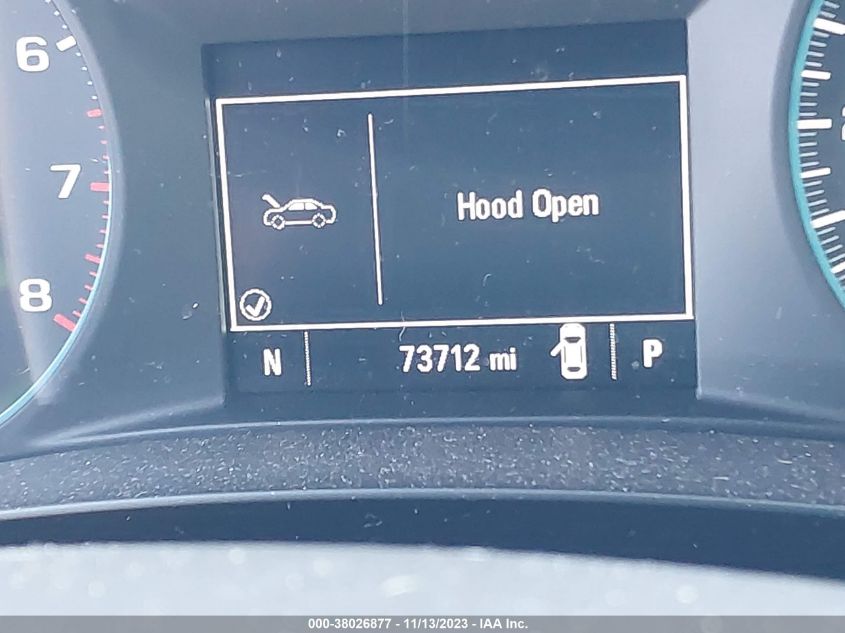 6
7
8
Hood Open
N 73712 mi P
000-38026877 - 11/13/2023 - IAA Inc.